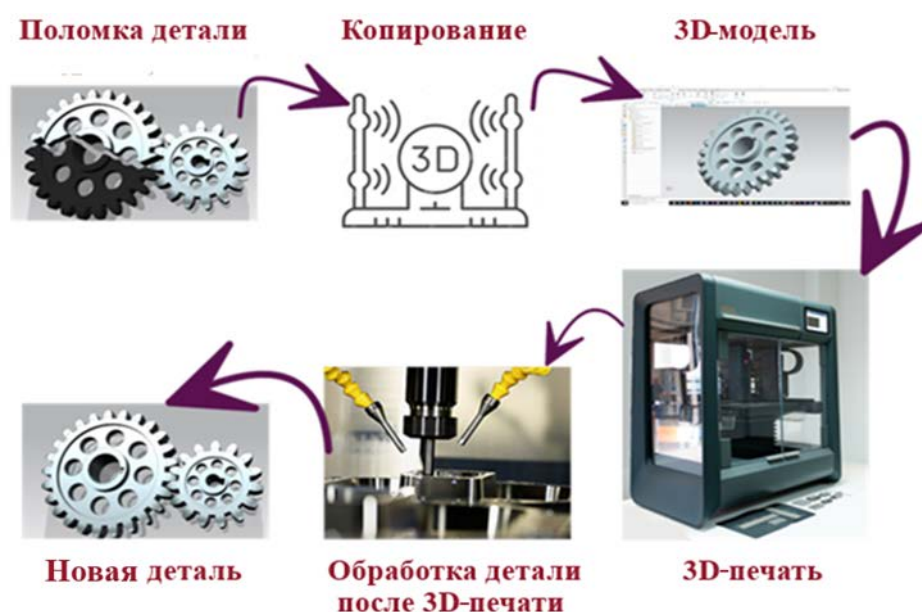 Поломка детали
Копирование
3D-модель
3D
Новая деталь
Обработка детали
после 3D-печати
3D-печать